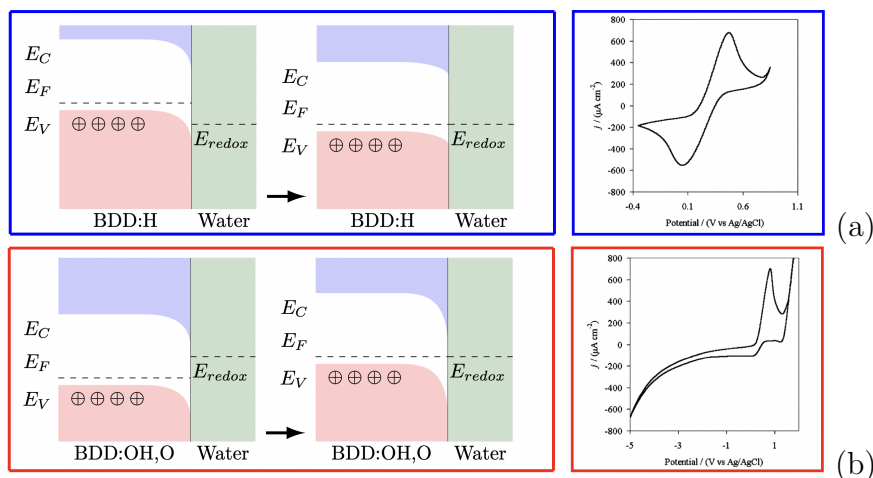 E_C
E_F
E_V
⊕ ⊕ ⊕ ⊕
E_redox
BDD:H Water
E_C
E_F
E_V
⊕ ⊕ ⊕ ⊕
E_redox
BDD:H Water
800
600
400
200
0
-200
-400
-600
-800
j / (μA cm⁻²)
-0.4 0.1 0.6 1.1
Potential / (V vs Ag/AgCl)
(a)
E_C
E_F
E_V
⊕ ⊕ ⊕ ⊕
E_redox
BDD:OH,O Water
E_C
E_F
E_V
⊕ ⊕ ⊕ ⊕
E_redox
BDD:OH,O Water
800
600
400
200
0
-200
-400
-600
-800
j / (μA cm⁻²)
-5 -3 -1 1
Potential / (V vs Ag/AgCl)
(b)